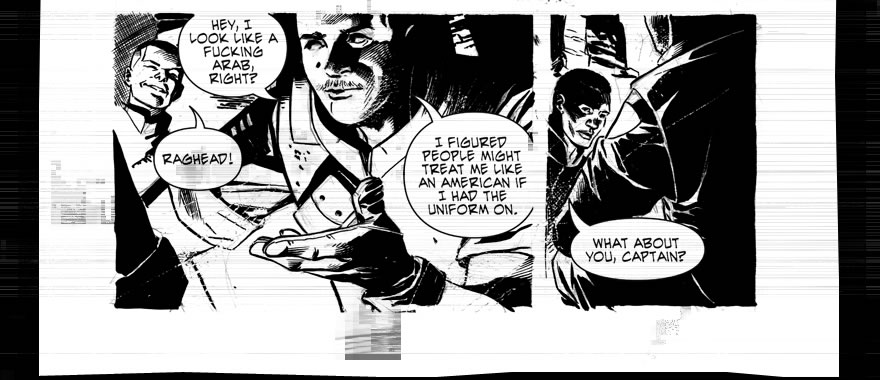 HEY, I
LOOK LIKE A
FUCKING
ARAB,
RIGHT?
RAGHEAD!
I FIGURED
PEOPLE MIGHT
TREAT ME LIKE
AN AMERICAN IF
I HAD THE
UNIFORM ON.
WHAT ABOUT
YOU, CAPTAIN?